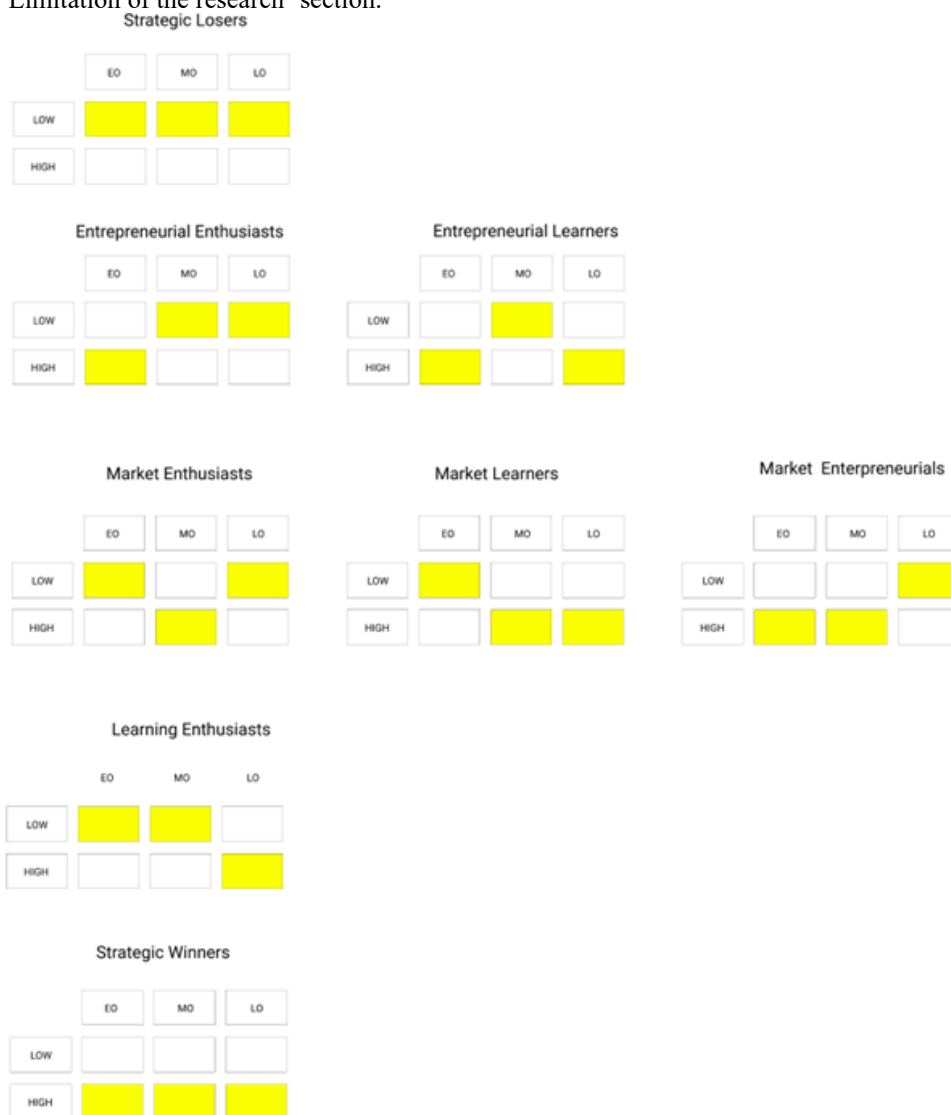 Limitation of the research" section.
Strategic Losers
EO MO LO
LOW
HIGH
Entrepreneurial Enthusiasts
EO MO LO
LOW
HIGH
Entrepreneurial Learners
EO MO LO
LOW
HIGH
Market Enthusiasts
EO MO LO
LOW
HIGH
Market Learners
EO MO LO
LOW
HIGH
Market Enterpreneurials
EO MO LO
LOW
HIGH
Learning Enthusiasts
EO MO LO
LOW
HIGH
Strategic Winners
EO MO LO
LOW
HIGH